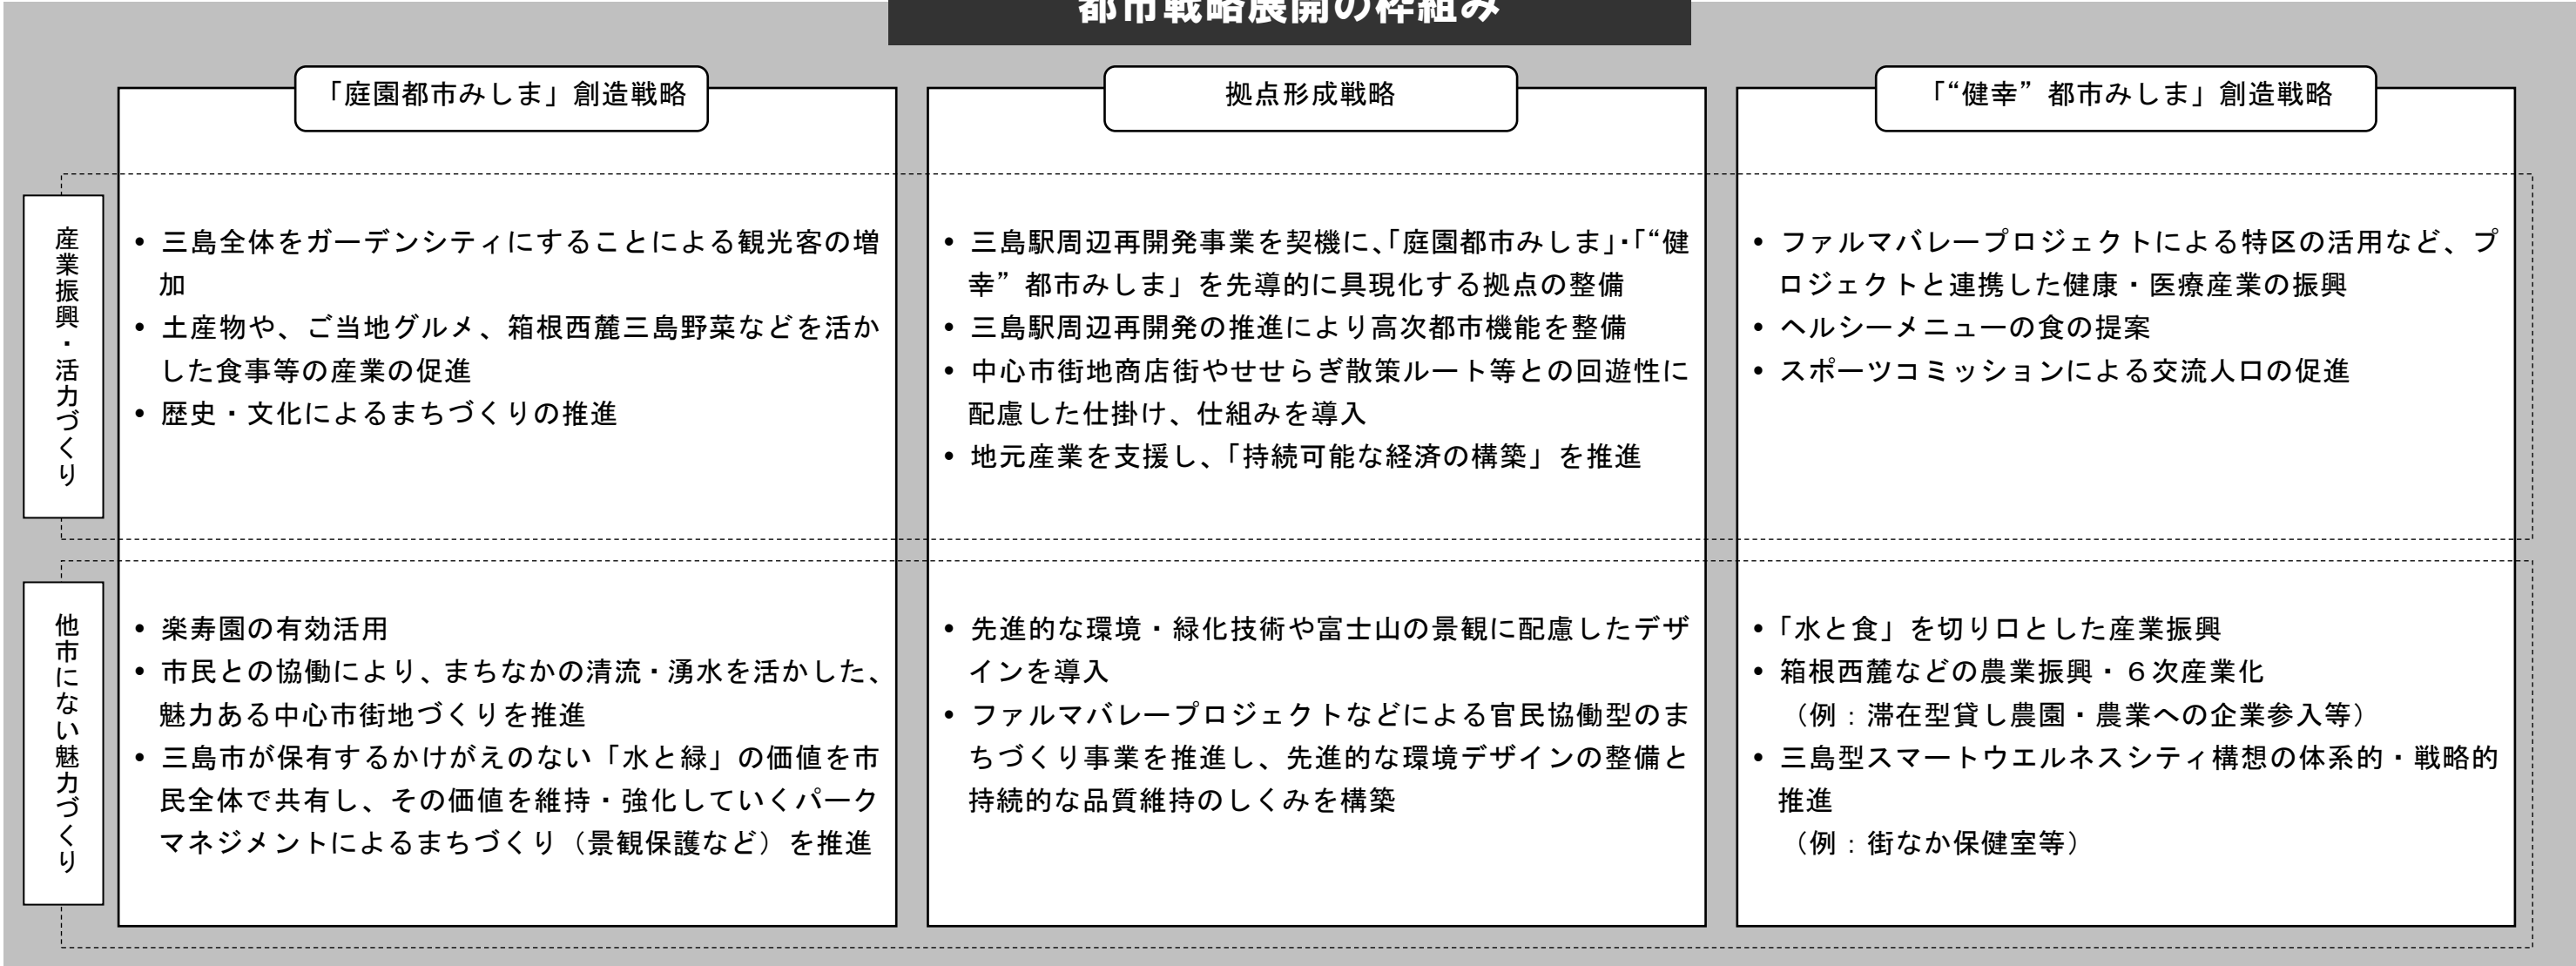 都市戦略展開の枠組み
「庭園都市みしま」創造戦略
拠点形成戦略
「“健幸”都市みしま」創造戦略
産業振興・活力づくり
• 三島全体をガーデンシティにすることによる観光客の増
加
• 土産物や、ご当地グルメ、箱根西麓三島野菜などを活か
した食事等の産業の促進
• 歴史・文化によるまちづくりの推進
• 三島駅周辺再開発事業を契機に、「庭園都市みしま」・「“健
幸”都市みしま」を先導的に具現化する拠点の整備
• 三島駅周辺再開発の推進により高次都市機能を整備
• 中心市街地商店街やせせらぎ散策ルート等との回遊性に
配慮した仕掛け、仕組みを導入
• 地元産業を支援し、「持続可能な経済の構築」を推進
• ファルマバレープロジェクトによる特区の活用など、プ
ロジェクトと連携した健康・医療産業の振興
• ヘルシーメニューの食の提案
• スポーツコミッションによる交流人口の促進
他市にない魅力づくり
• 楽寿園の有効活用
• 市民との協働により、まちなかの清流・湧水を活かした、
魅力ある中心市街地づくりを推進
• 三島市が保有するかけがえのない「水と緑」の価値を市
民全体で共有し、その価値を維持・強化していくパーク
マネジメントによるまちづくり（景観保護など）を推進
• 先進的な環境・緑化技術や富士山の景観に配慮したデザ
インを導入
• ファルマバレープロジェクトなどによる官民協働型のま
ちづくり事業を推進し、先進的な環境デザインの整備と
持続的な品質維持のしくみを構築
•「水と食」を切り口とした産業振興
• 箱根西麓などの農業振興・６次産業化
（例：滞在型貸し農園・農業への企業参入等）
• 三島型スマートウエルネスシティ構想の体系的・戦略的
推進
（例：街なか保健室等）